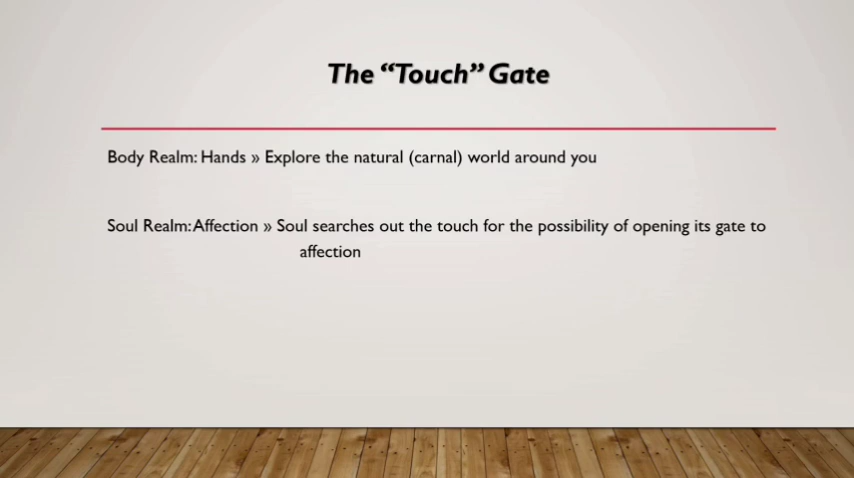 The “Touch” Gate
Body Realm: Hands » Explore the natural (carnal) world around you
Soul Realm: Affection » Soul searches out the touch for the possibility of opening its gate to
affection